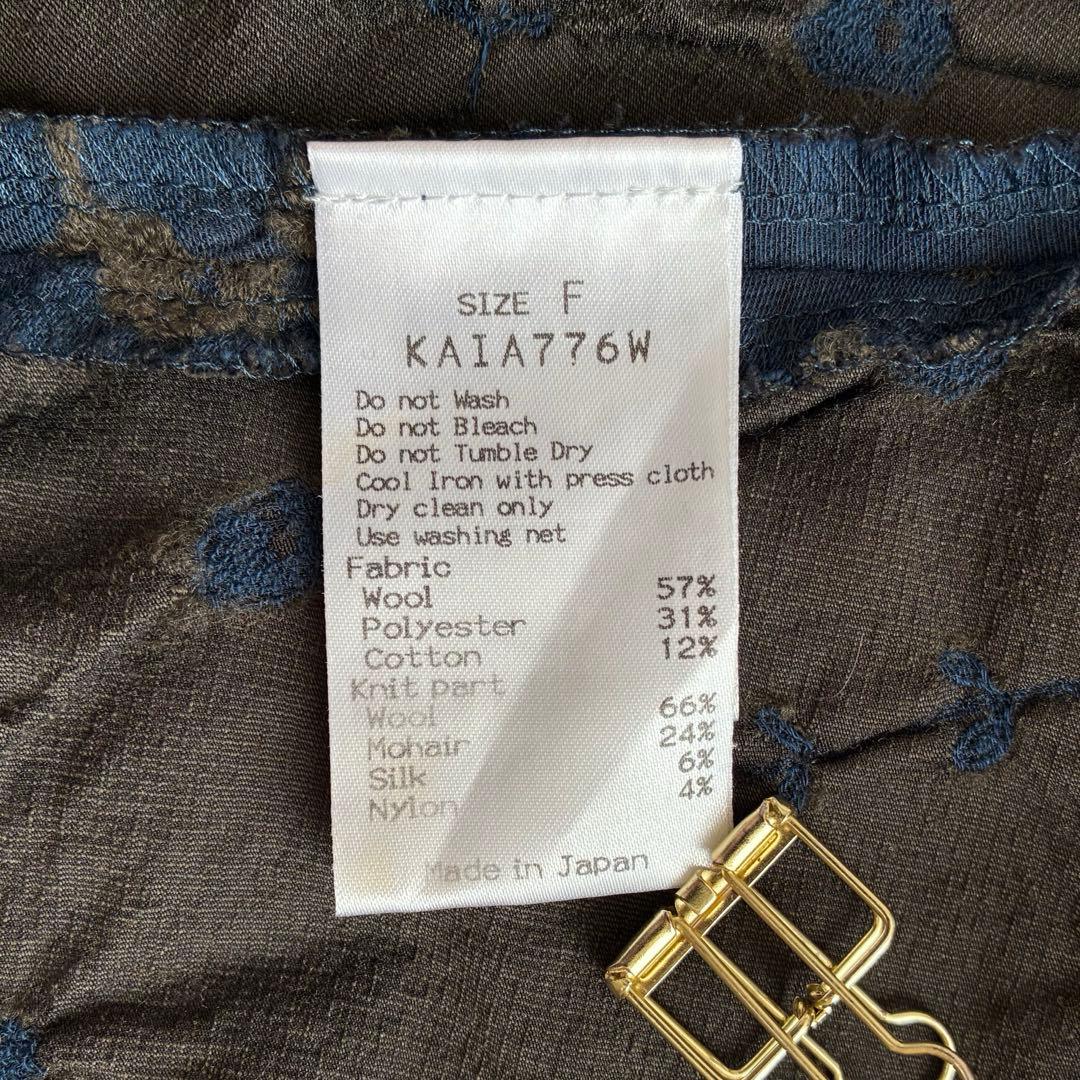 SIZE F
KAIA776W
Do not Wash
Do not Bleach
Do not Tumble Dry
Cool Iron with press cloth
Dry clean only
Use washing net
Fabric
Wool 57%
Polyester 31%
Cotton 12%
Knit part
Wool 66%
Mohair 24%
Silk 6%
Nylon 4%
Made in Japan